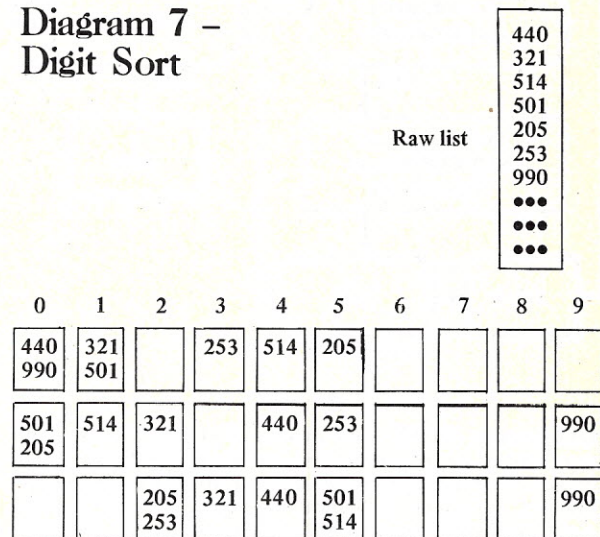 Diagram 7 –
Digit Sort
Raw list
440
321
514
501
205
253
990
•••
•••
•••
0 1 2 3 4 5 6 7 8 9
440 321 253 514 205
990 501
501 514 321 440 253 990
205
205 321 440 501 990
253 514